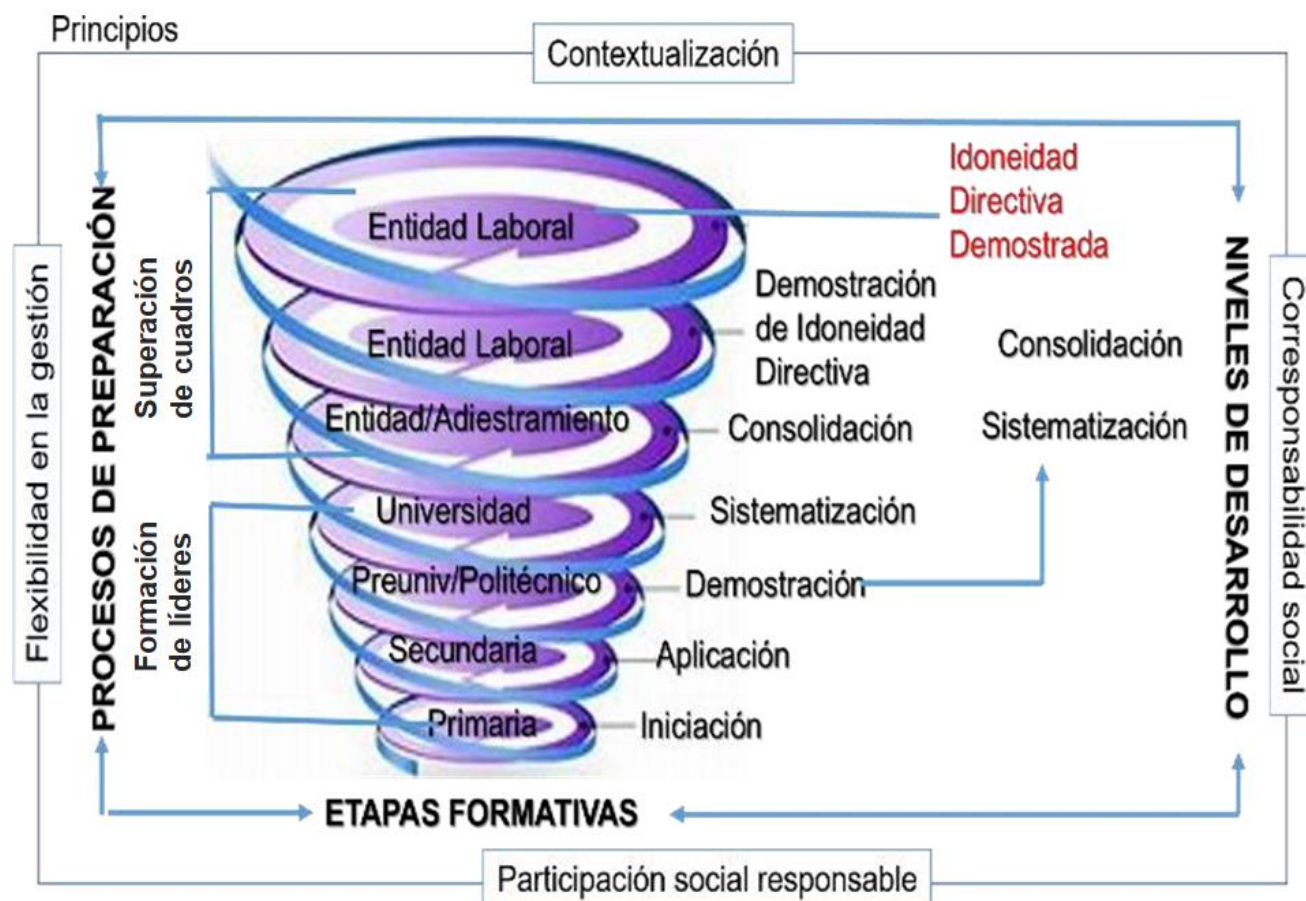 Principios
Contextualización
Flexibilidad en la gestión
PROCESOS DE PREPARACIÓN
Superación
de cuadros
Formación
de líderes
Entidad Laboral
Idoneidad
Directiva
Demostrada
Entidad Laboral
Demostración
de Idoneidad
Directiva
Consolidación
Entidad/Adiestramiento
Consolidación
Sistematización
Universidad
Sistematización
Preuniv/Politécnico
Demostración
Secundaria
Aplicación
Primaria
Iniciación
NIVELES DE DESARROLLO
Corresponsabilidad social
ETAPAS FORMATIVAS
Participación social responsable